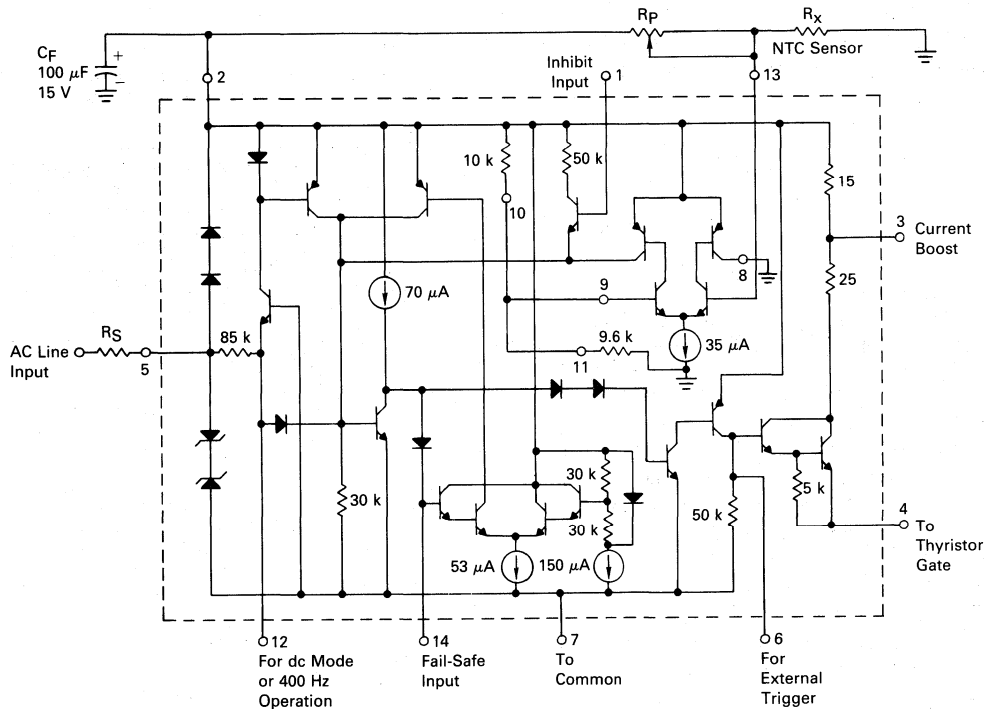 C_F
100 μF
15 V
+
−
2
R_P
R_X
NTC Sensor
Inhibit
Input
1
13
10 k
10
50 k
15
3
Current
Boost
25
8
9
70 μA
35 μA
9.6 k
11
AC Line
Input
R_S
5
85 k
30 k
30 k
30 k
5 k
50 k
4
To
Thyristor
Gate
53 μA
150 μA
12
For dc Mode
or 400 Hz
Operation
14
Fail-Safe
Input
7
To
Common
6
For
External
Trigger